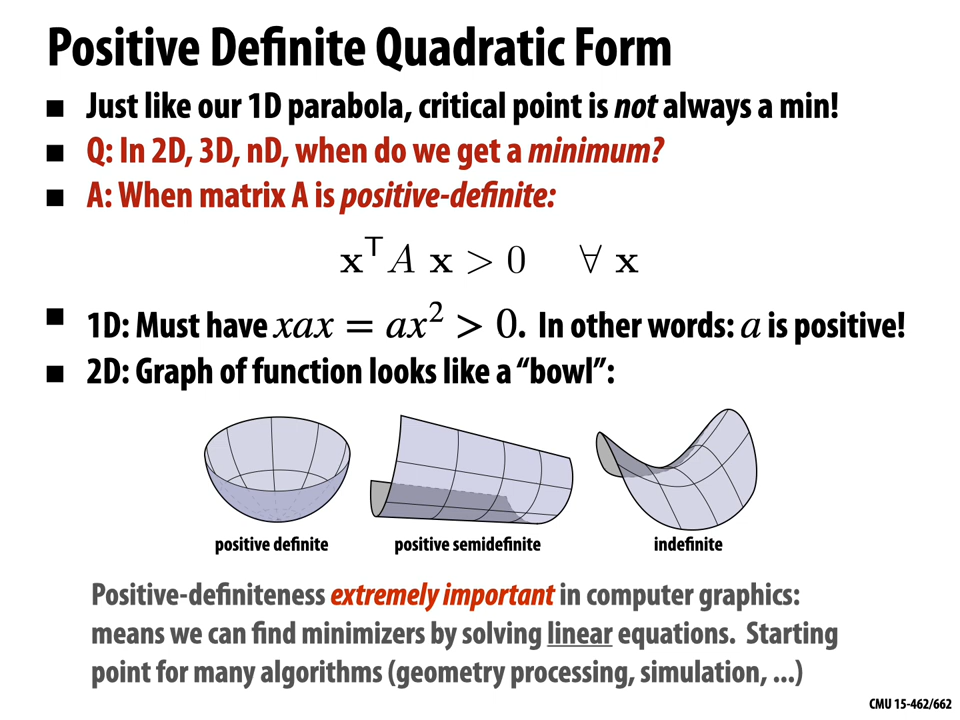 Positive Definite Quadratic Form
■ Just like our 1D parabola, critical point is not always a min!
■ Q: In 2D, 3D, nD, when do we get a minimum?
■ A: When matrix A is positive-definite:
x⊤A x > 0 ∀ x
■ 1D: Must have xax = ax² > 0. In other words: a is positive!
■ 2D: Graph of function looks like a “bowl”:
positive definite positive semidefinite indefinite
Positive-definiteness extremely important in computer graphics:
means we can find minimizers by solving linear equations. Starting
point for many algorithms (geometry processing, simulation, ...)
CMU 15-462/662